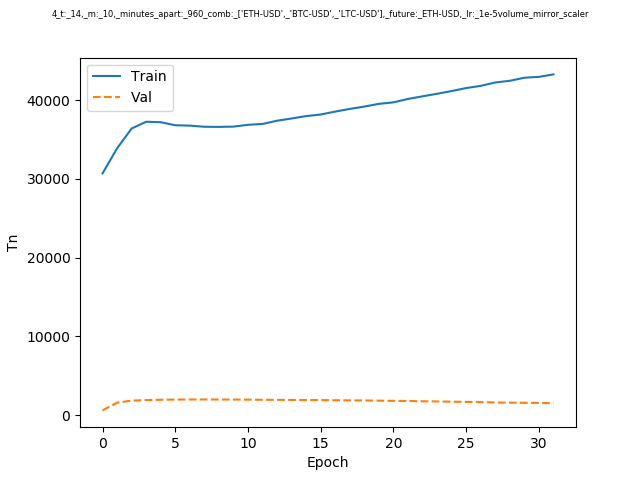 4_t:_14,_m:_10,_minutes_apart:_960_comb:_['ETH-USD',_'BTC-USD',_'LTC-USD'],_future:_ETH-USD,_lr:_1e-5volume_mirror_scaler
Train
Val
40000
30000
20000
10000
0
Tn
0 5 10 15 20 25 30
Epoch